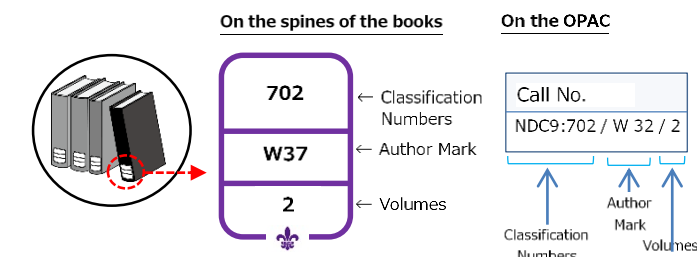 On the spines of the books
702
← Classification
Numbers
W37
← Author Mark
2
← Volumes
On the OPAC
Call No.
NDC9:702 / W 32 / 2
Classification
Numbers
Author
Mark
Volumes